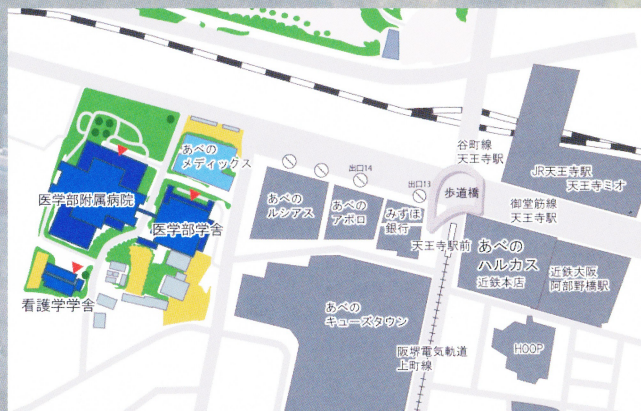 谷町線
天王寺駅
あべの
メディックス
出口14
JR天王寺駅
天王寺ミオ
医学部附属病院
あべの
ルシアス
あべの
アポロ
出口13
みずほ
銀行
歩道橋
御堂筋線
天王寺駅
医学部学舎
天王寺駅前
あべの
ハルカス
近鉄本店
近鉄大阪
阿部野橋駅
看護学学舎
あべの
キューズタウン
阪堺電気軌道
上町線
HOOP